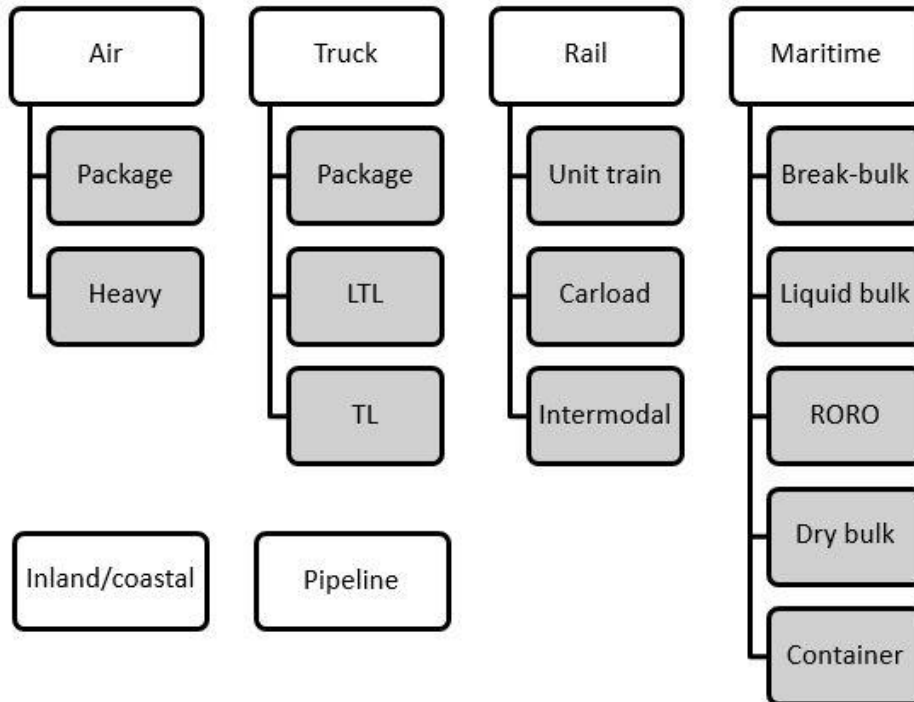 Air
Package
Heavy
Truck
Package
LTL
TL
Rail
Unit train
Carload
Intermodal
Maritime
Break-bulk
Liquid bulk
RORO
Dry bulk
Container
Inland/coastal
Pipeline